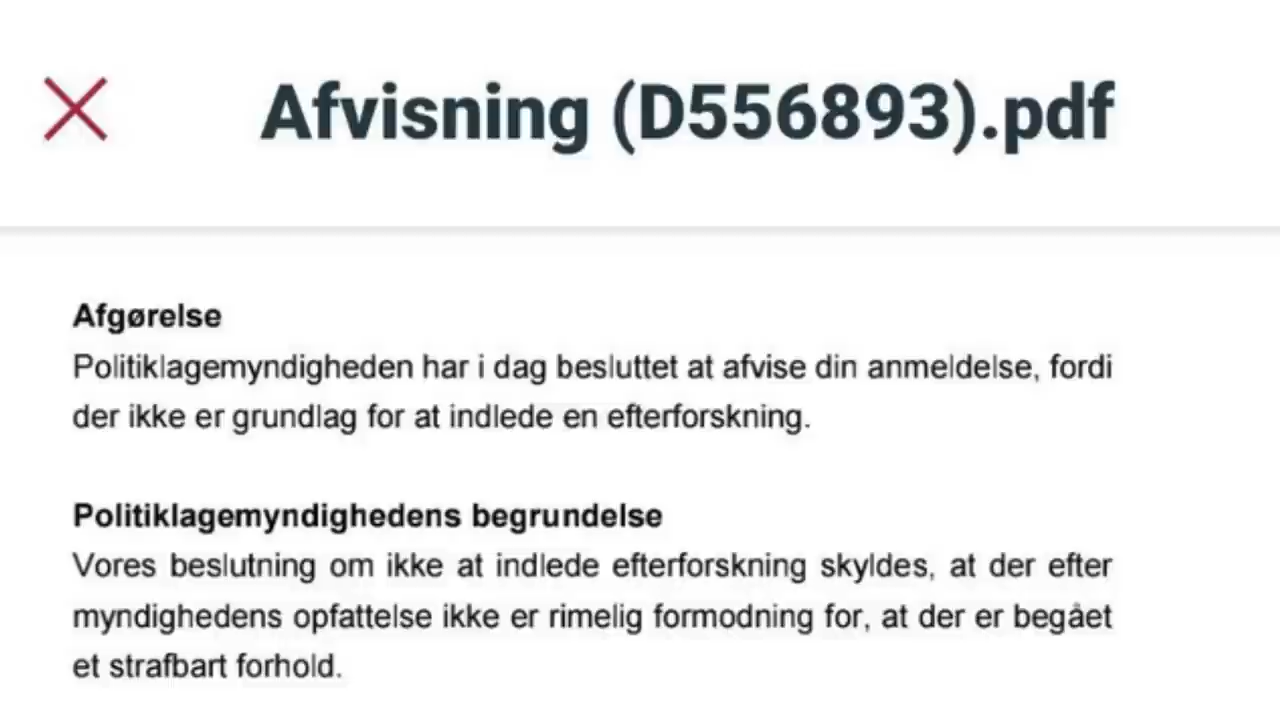 Afvisning (D556893).pdf
Afgørelse
Politiklagemyndigheden har i dag besluttet at afvise din anmeldelse, fordi
der ikke er grundlag for at indlede en efterforskning.
Politiklagemyndighedens begrundelse
Vores beslutning om ikke at indlede efterforskning skyldes, at der efter
myndighedens opfattelse ikke er rimelig formodning for, at der er begået
et strafbart forhold.